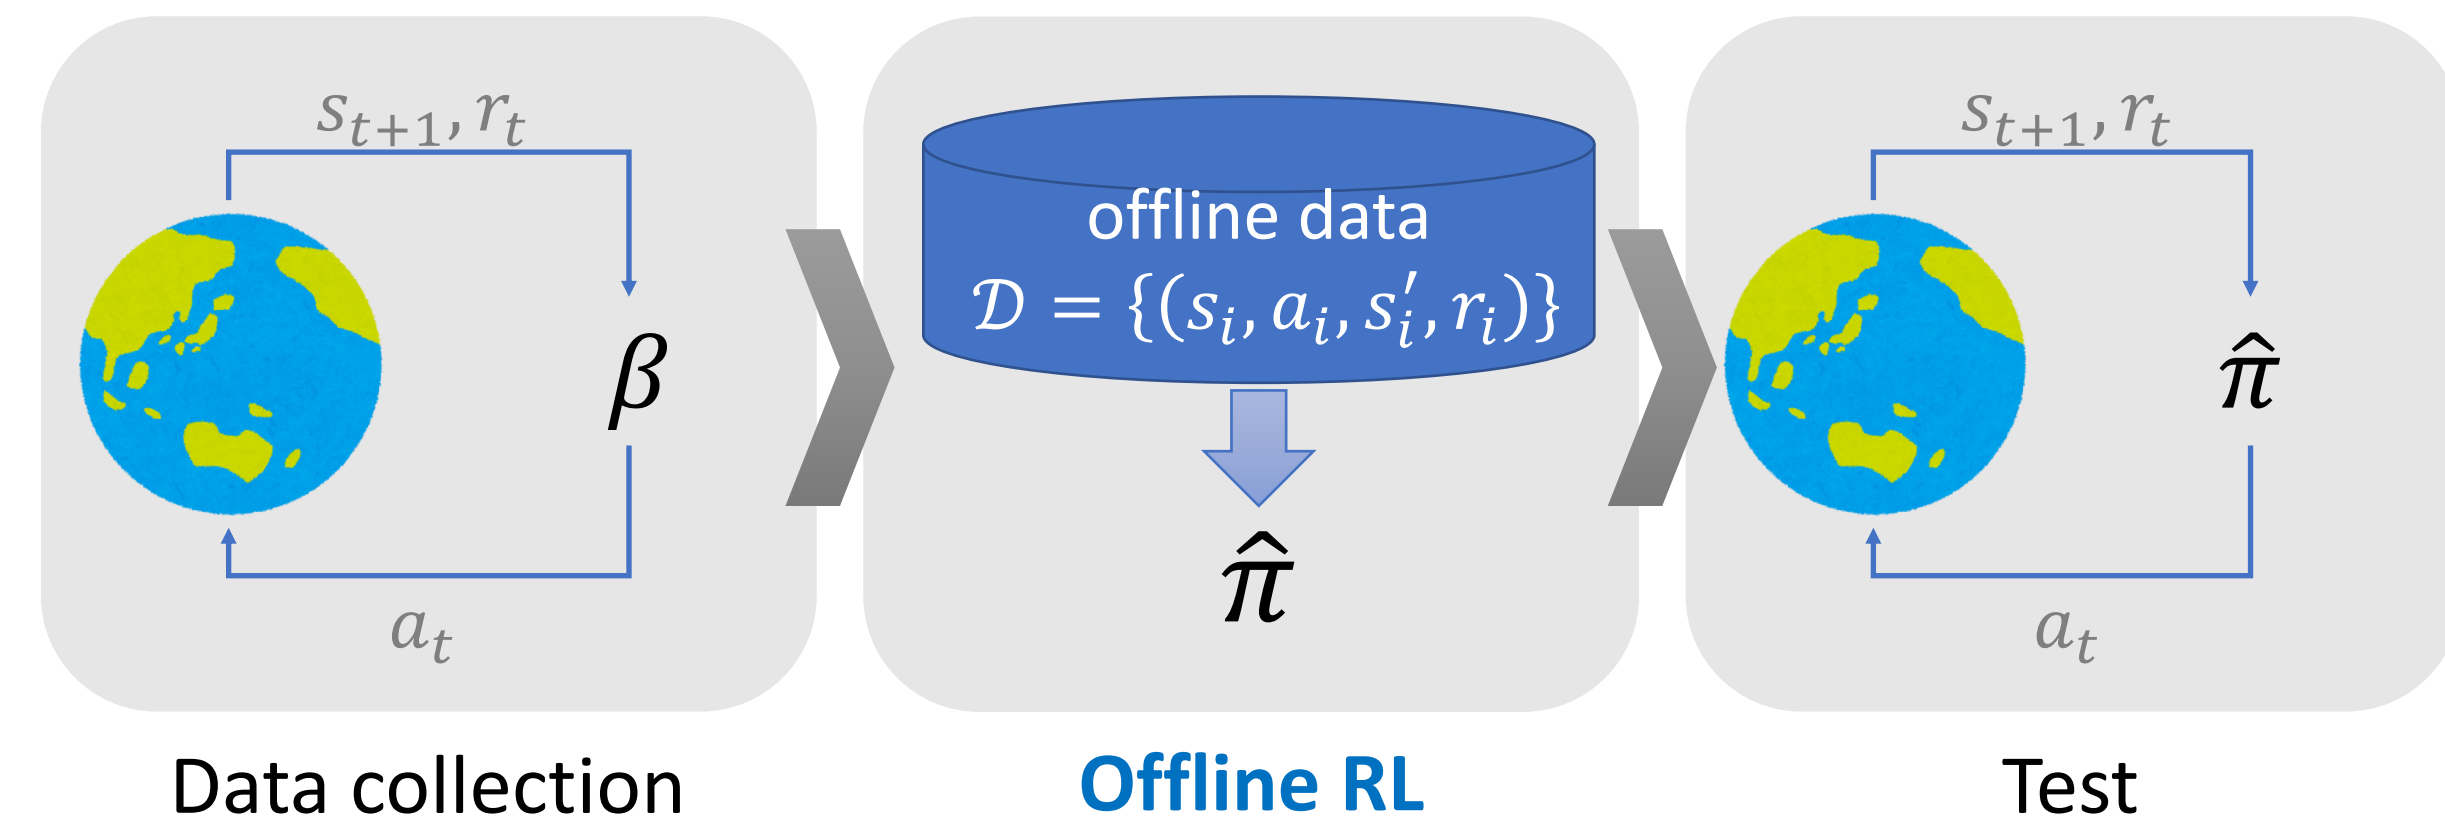 s_{t+1}, r_t
β
a_t
Data collection
offline data
𝒟 = {(s_i, a_i, s_i′, r_i)}
π̂
Offline RL
s_{t+1}, r_t
π̂
a_t
Test